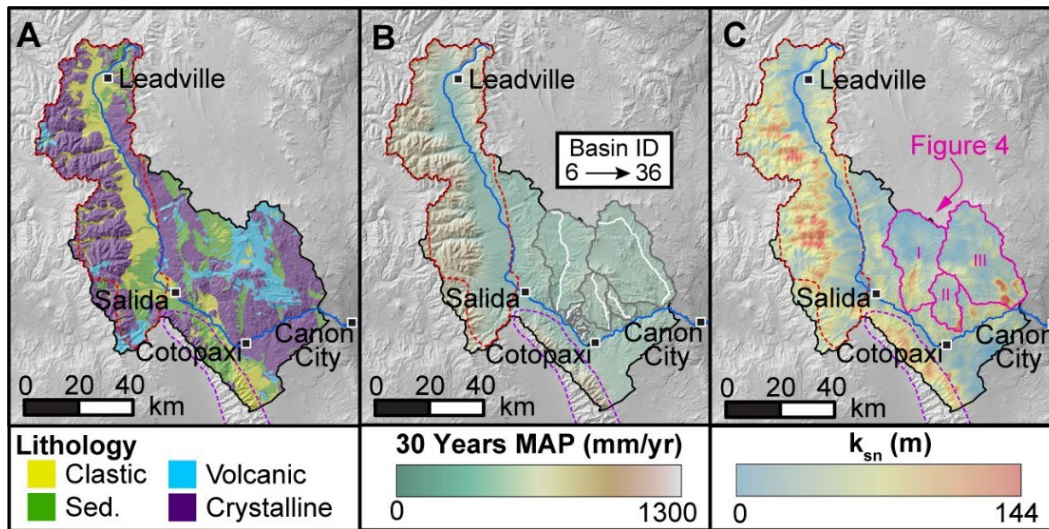 A
Leadville
Salida
Cotopaxi
Canon
City
0 20 40
km
Lithology
Clastic
Volcanic
Sed.
Crystalline
B
Leadville
Basin ID
6 → 36
Salida
Cotopaxi
Canon
City
0 20 40
km
30 Years MAP (mm/yr)
0 1300
C
Leadville
Figure 4
I
III
II
Salida
Cotopaxi
Canon
City
0 20 40
km
ksn (m)
0 144